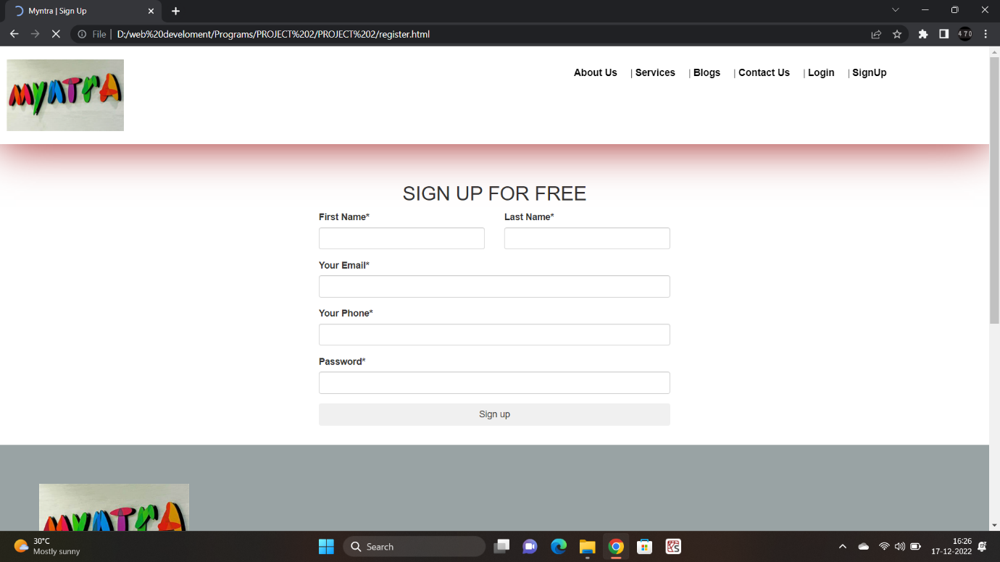 Myntra | Sign Up
File | D:/web%20develoment/Programs/PROJECT%202/PROJECT%202/register.html
470
MyntrA
About Us | Services | Blogs | Contact Us | Login | SignUp
SIGN UP FOR FREE
First Name* Last Name*
Your Email*
Your Phone*
Password*
Sign up
MyntrA
30°C
Mostly sunny
Search
16:26
17-12-2022